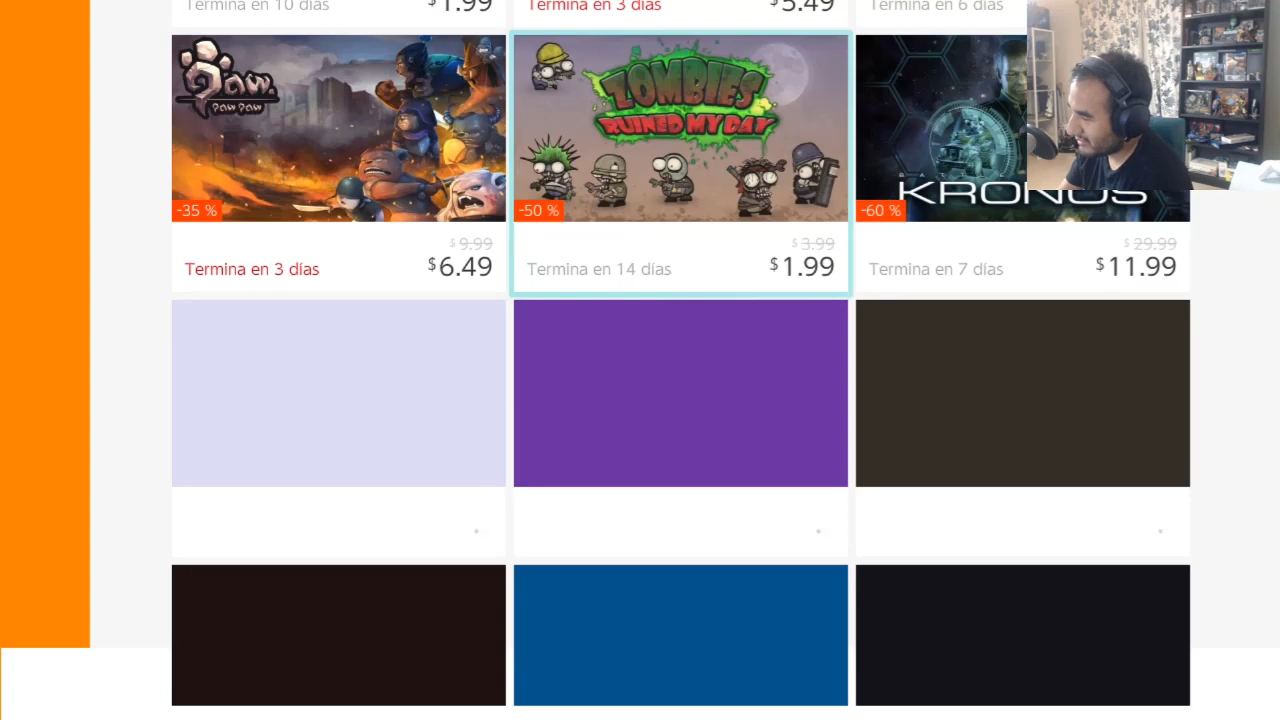 Termina en 10 días
$1.99
Termina en 3 días
$5.49
Termina en 6 días
Paw
Paw Paw
-35 %
$9.99
Termina en 3 días
$6.49
ZOMBIES
RUINED MY DAY
-50 %
$3.99
Termina en 14 días
$1.99
KRONOS
-60 %
$29.99
Termina en 7 días
$11.99